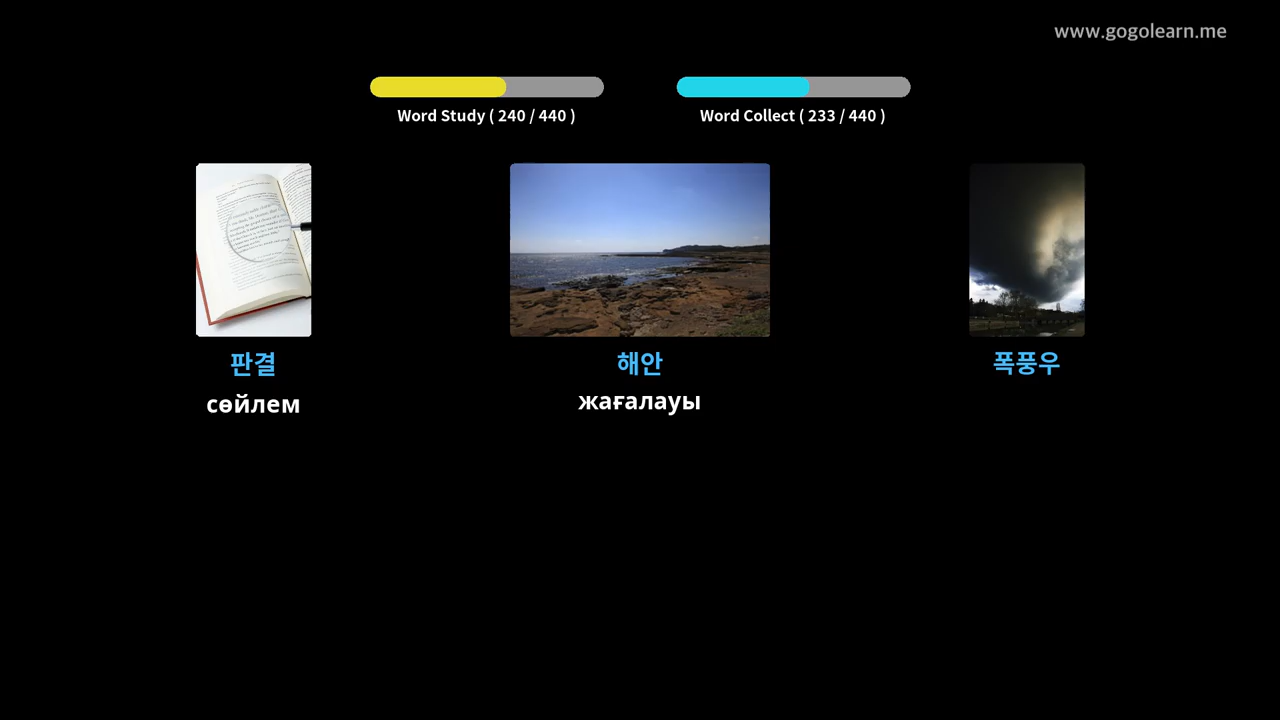 www.gogolearn.me
Word Study ( 240 / 440 )
Word Collect ( 233 / 440 )
판결
해안
폭풍우
сөйлем
жағалауы